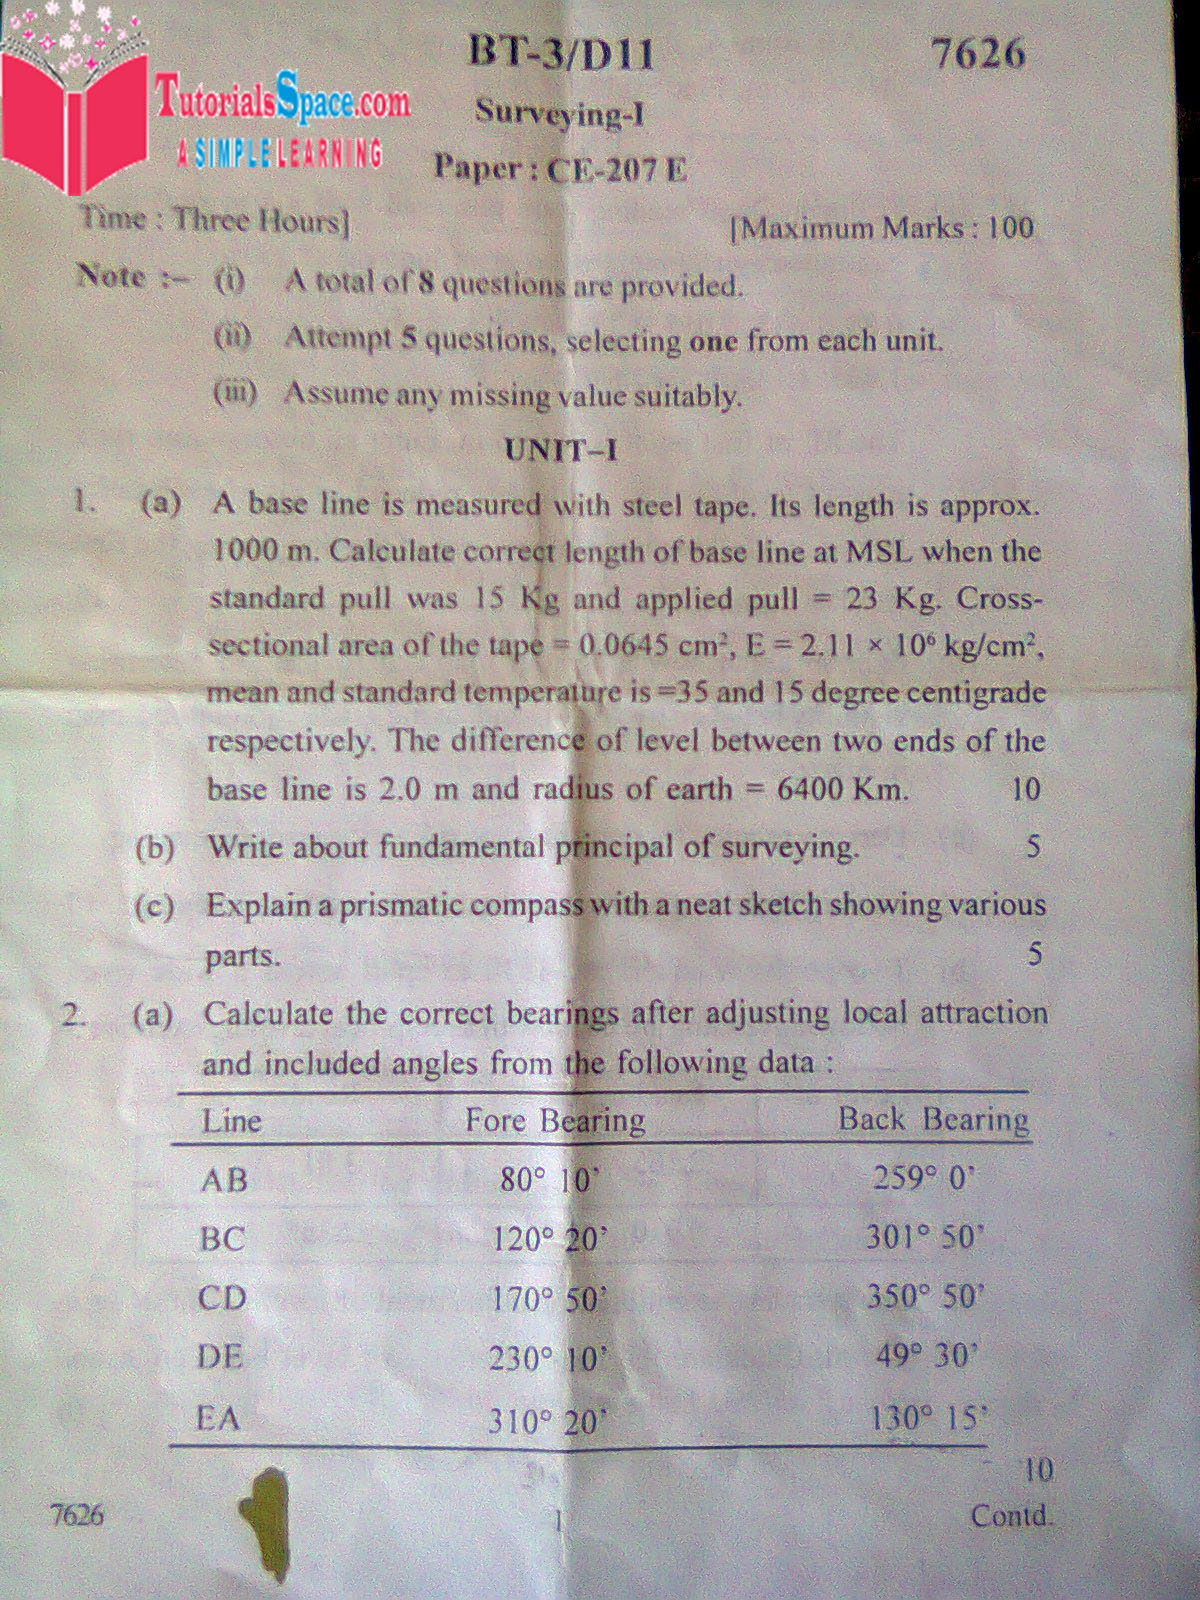 TutorialsSpace.com
A SIMPLE LEARNING
BT-3/D11 7626
Surveying-I
Paper : CE-207 E
Time : Three Hours] [Maximum Marks : 100
Note :– (i) A total of 8 questions are provided.
(ii) Attempt 5 questions, selecting one from each unit.
(iii) Assume any missing value suitably.
UNIT–I
1. (a) A base line is measured with steel tape. Its length is approx.
1000 m. Calculate correct length of base line at MSL when the
standard pull was 15 Kg and applied pull = 23 Kg. Cross-
sectional area of the tape = 0.0645 cm², E = 2.11 × 10⁶ kg/cm²,
mean and standard temperature is =35 and 15 degree centigrade
respectively. The difference of level between two ends of the
base line is 2.0 m and radius of earth = 6400 Km. 10
(b) Write about fundamental principal of surveying. 5
(c) Explain a prismatic compass with a neat sketch showing various
parts. 5
2. (a) Calculate the correct bearings after adjusting local attraction
and included angles from the following data :
Line Fore Bearing Back Bearing
AB 80° 10' 259° 0'
BC 120° 20' 301° 50'
CD 170° 50' 350° 50'
DE 230° 10' 49° 30'
EA 310° 20' 130° 15'
10
7626 1 Contd.